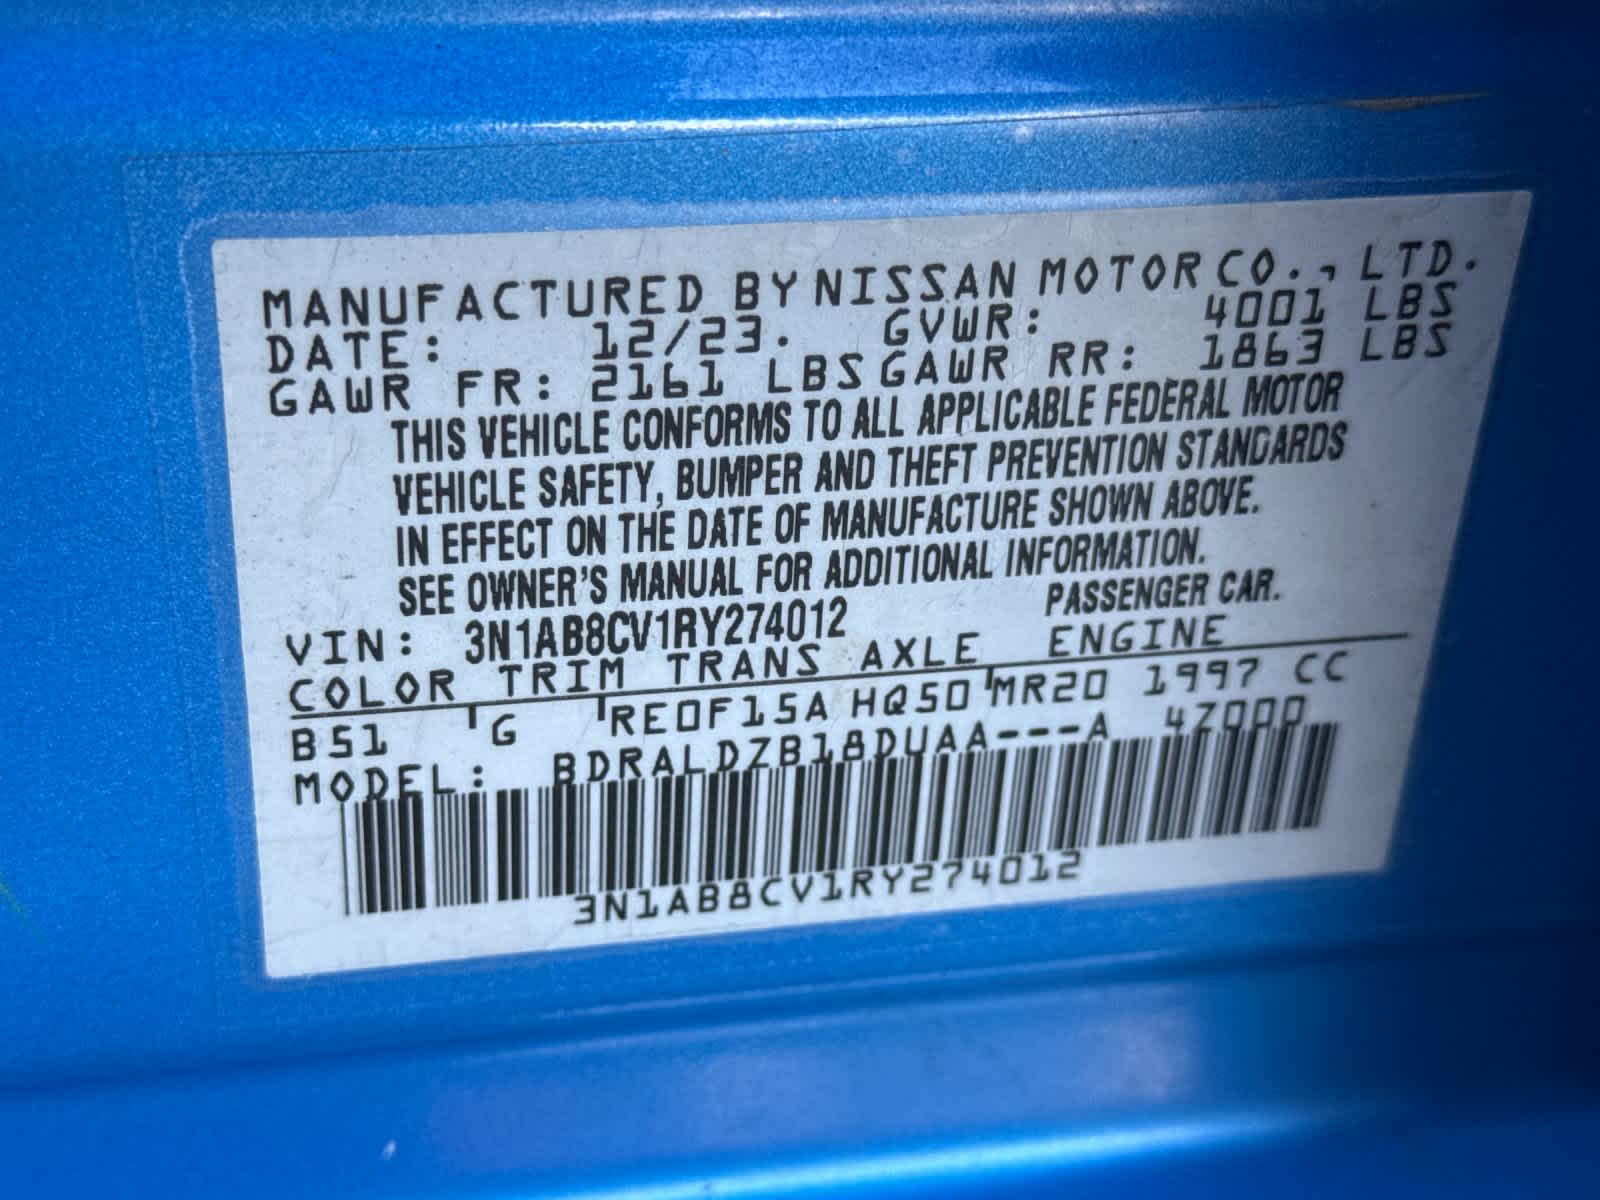 MANUFACTURED BY NISSAN MOTOR CO., LTD.
DATE: 12/23. GVWR: 4001 LBS
GAWR FR: 2161 LBS GAWR RR: 1863 LBS
THIS VEHICLE CONFORMS TO ALL APPLICABLE FEDERAL MOTOR
VEHICLE SAFETY, BUMPER AND THEFT PREVENTION STANDARDS
IN EFFECT ON THE DATE OF MANUFACTURE SHOWN ABOVE.
SEE OWNER'S MANUAL FOR ADDITIONAL INFORMATION.
VIN: 3N1AB8CV1RY274012 PASSENGER CAR.
COLOR TRIM TRANS AXLE ENGINE
B51 G RE0F15A HQ50 MR20 1997 CC
MODEL: BDRALDZB18DUAA---A 47000
3N1AB8CV1RY274012